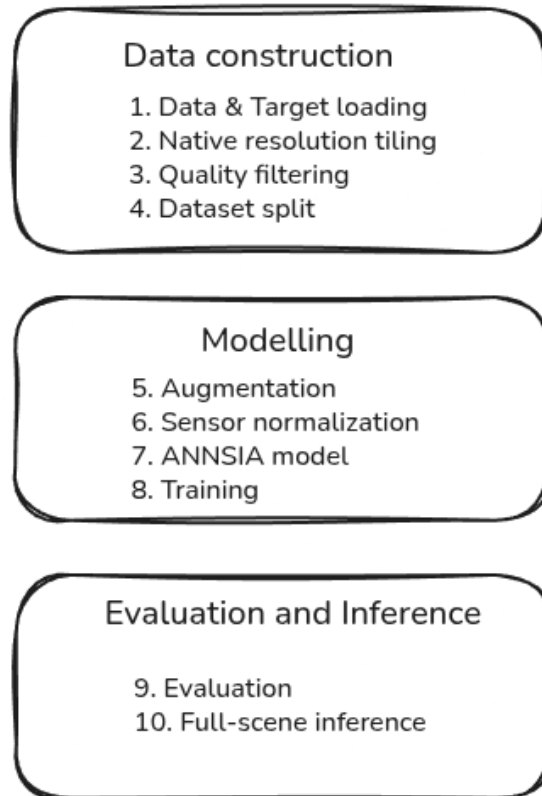 Data construction
1. Data & Target loading
2. Native resolution tiling
3. Quality filtering
4. Dataset split
Modelling
5. Augmentation
6. Sensor normalization
7. ANNSIA model
8. Training
Evaluation and Inference
9. Evaluation
10. Full-scene inference